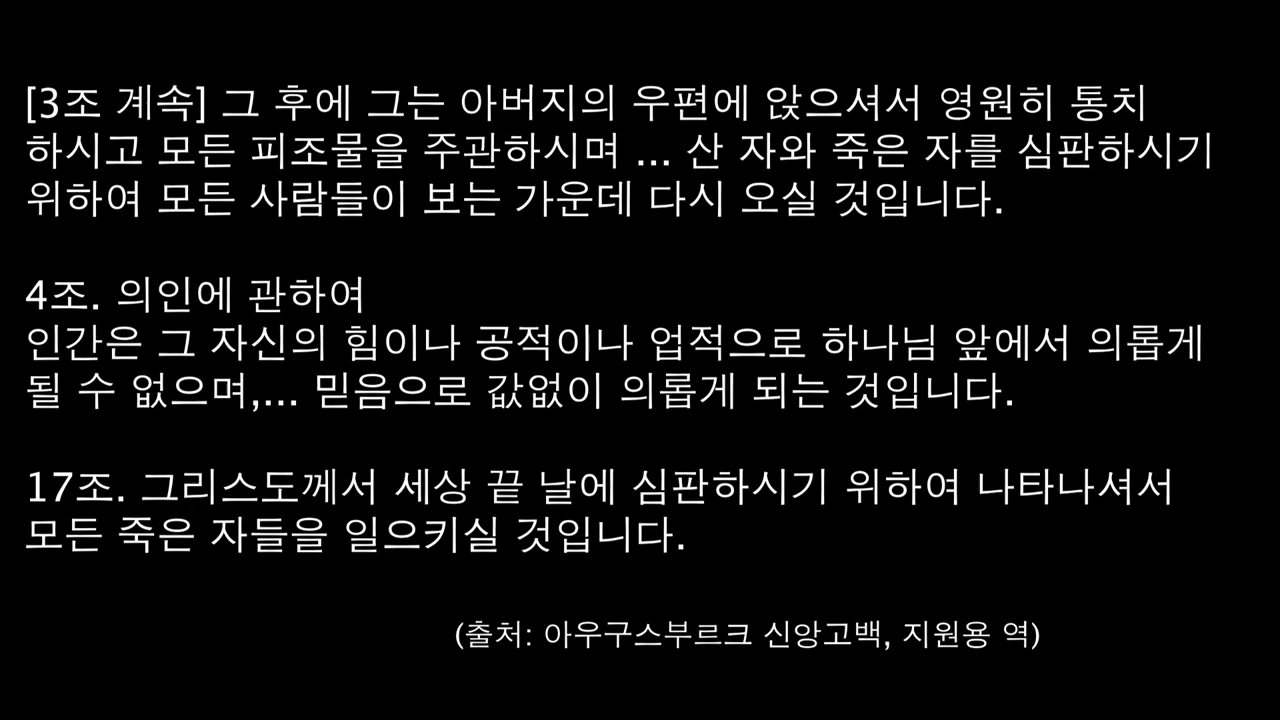 [3조 계속] 그 후에 그는 아버지의 우편에 앉으셔서 영원히 통치
하시고 모든 피조물을 주관하시며 ... 산 자와 죽은 자를 심판하시기
위하여 모든 사람들이 보는 가운데 다시 오실 것입니다.
4조. 의인에 관하여
인간은 그 자신의 힘이나 공적이나 업적으로 하나님 앞에서 의롭게
될 수 없으며,... 믿음으로 값없이 의롭게 되는 것입니다.
17조. 그리스도께서 세상 끝 날에 심판하시기 위하여 나타나셔서
모든 죽은 자들을 일으키실 것입니다.
(출처: 아우구스부르크 신앙고백, 지원용 역)